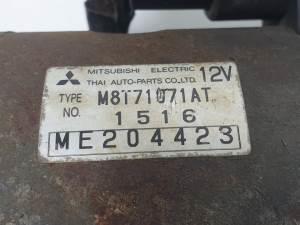 MITSUBISHI ELECTRIC
THAI AUTO-PARTS CO.,LTD. 12V
TYPE M8T71071AT
NO. 1516
ME204423